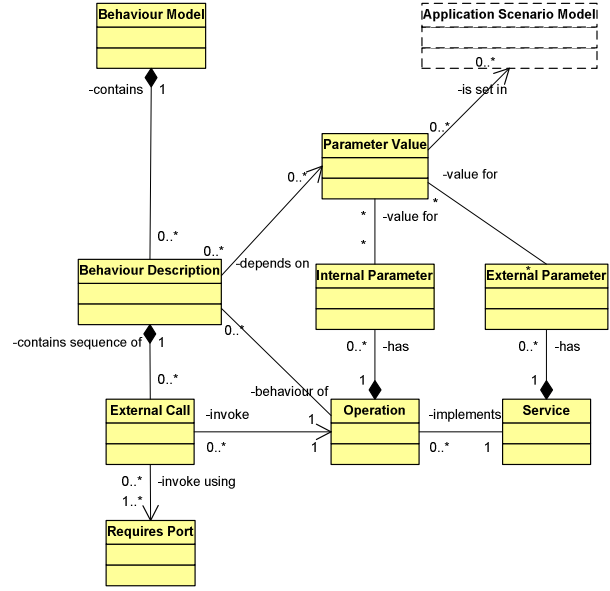 Behaviour Model
Application Scenario Model
-contains
1
0..*
-is set in
0..*
Parameter Value
0..*
-value for
*
*
-value for
0..*
0..*
*
-depends on
Behaviour Description
Internal Parameter
External Parameter
*
-contains sequence of
1
0..*
0..*
-has
0..*
-has
0..*
1
1
-behaviour of
External Call
-invoke
1
Operation
-implements
Service
0..*
1
0..*
1
0..*
-invoke using
1..*
Requires Port